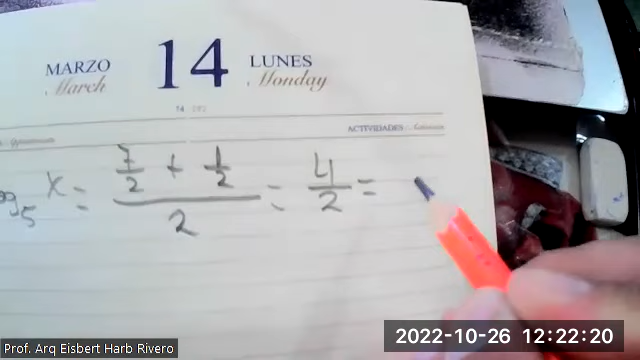 MARZO 14 LUNES
March Monday
ACTIVIDADES
log₅ x = (7/2 + 1/2)/2 = 4/2 =
Prof. Arq Eisbert Harb Rivero
2022-10-26 12:22:20